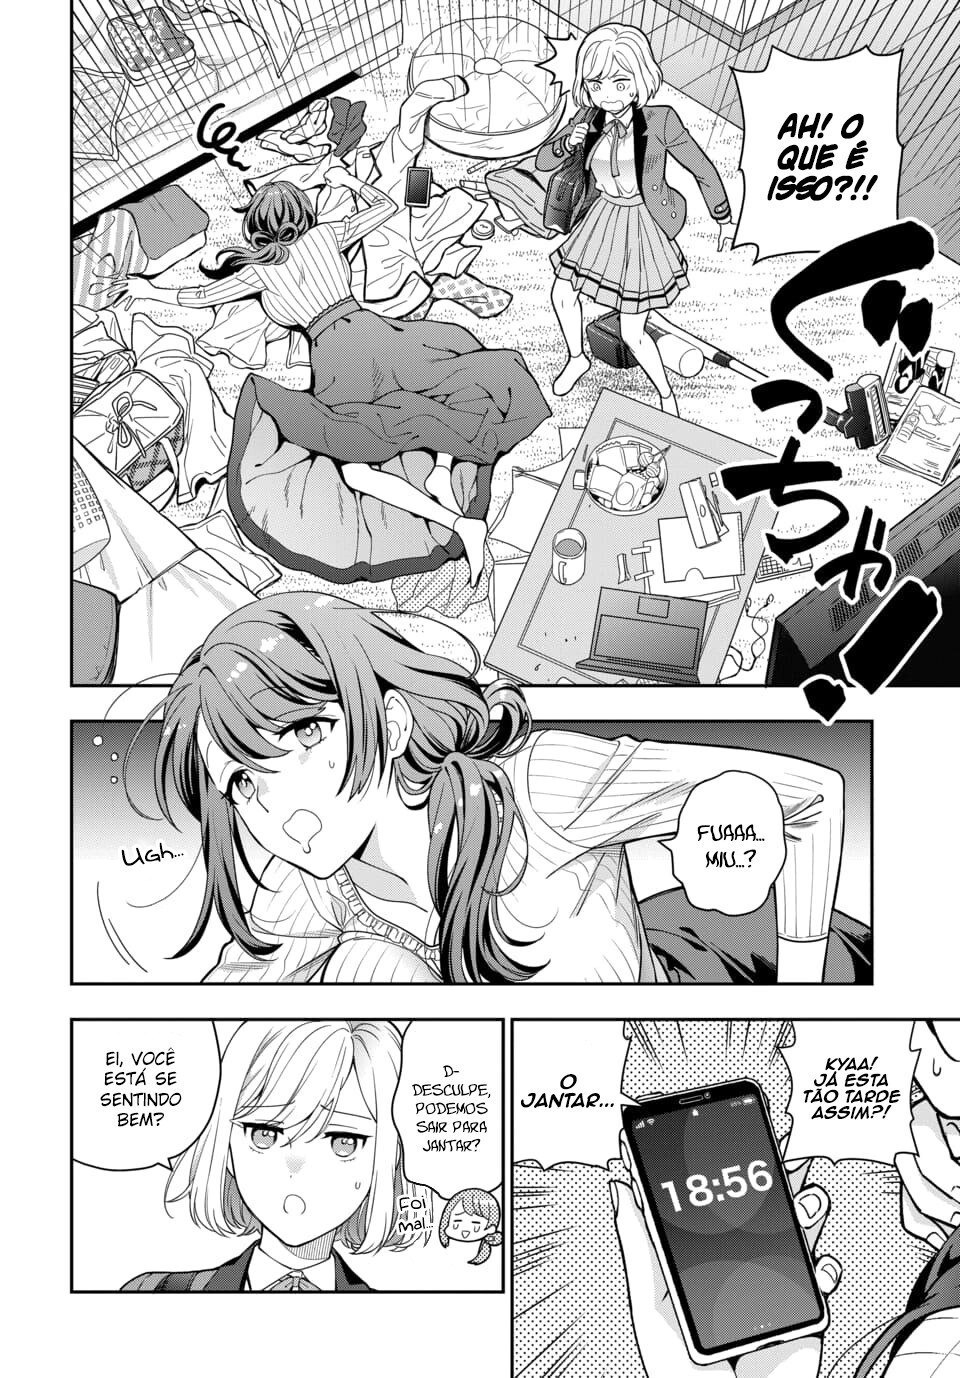 AH! O
QUE É
ISSO?!!
ぐっちゃ!
FUAAA...
MIU...?
Ugh...
KYAA!
JÁ ESTA
TÃO TARDE
ASSIM?!
O
JANTAR...
18:56
D-
DESCULPE,
PODEMOS
SAIR PARA
JANTAR?
Foi
mal...
EI, VOCÊ
ESTÁ SE
SENTINDO
BEM?